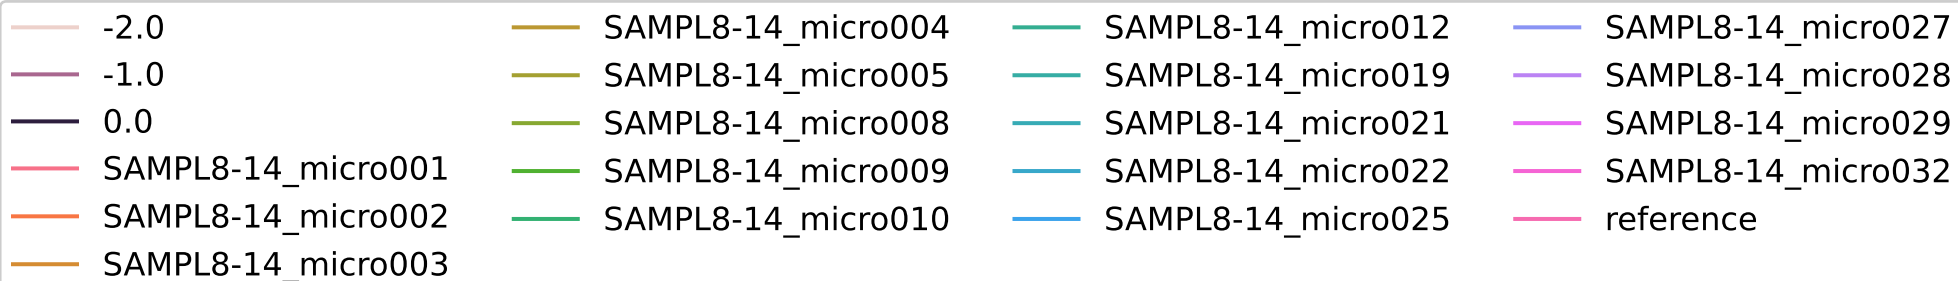 -2.0
-1.0
0.0
SAMPL8-14_micro001
SAMPL8-14_micro002
SAMPL8-14_micro003
SAMPL8-14_micro004
SAMPL8-14_micro005
SAMPL8-14_micro008
SAMPL8-14_micro009
SAMPL8-14_micro010
SAMPL8-14_micro012
SAMPL8-14_micro019
SAMPL8-14_micro021
SAMPL8-14_micro022
SAMPL8-14_micro025
SAMPL8-14_micro027
SAMPL8-14_micro028
SAMPL8-14_micro029
SAMPL8-14_micro032
reference